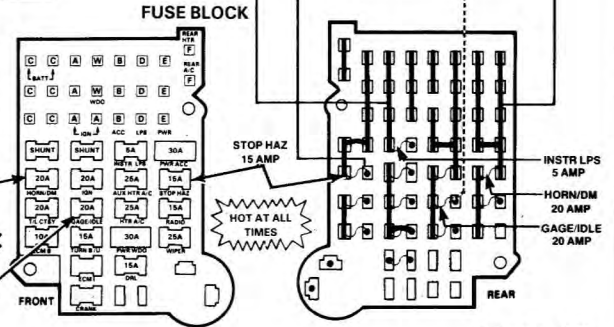 FUSE BLOCK
REAR
HTR
F
C C A W B D E
REAR
A-C
F
BATT
WDO
C C A A B D E
IGN ACC LPS PWR
SHUNT SHUNT 5A 30A
INSTR LPS PWR ACC
20A 20A 25A 15A
HORN/DM IGN AUX HTR A/C STOP HAZ
20A 20A 25A 15A
T/L CTSY GAGE/IDLE HTR A/C RADIO
10A 15A 30A 25A
ECM B TURN B/U PWR WDO WIPER
15A
ECM I DRL
CRANK
FRONT
STOP HAZ
15 AMP
HOT AT ALL
TIMES
INSTR LPS
5 AMP
HORN/DM
20 AMP
GAGE/IDLE
20 AMP
REAR